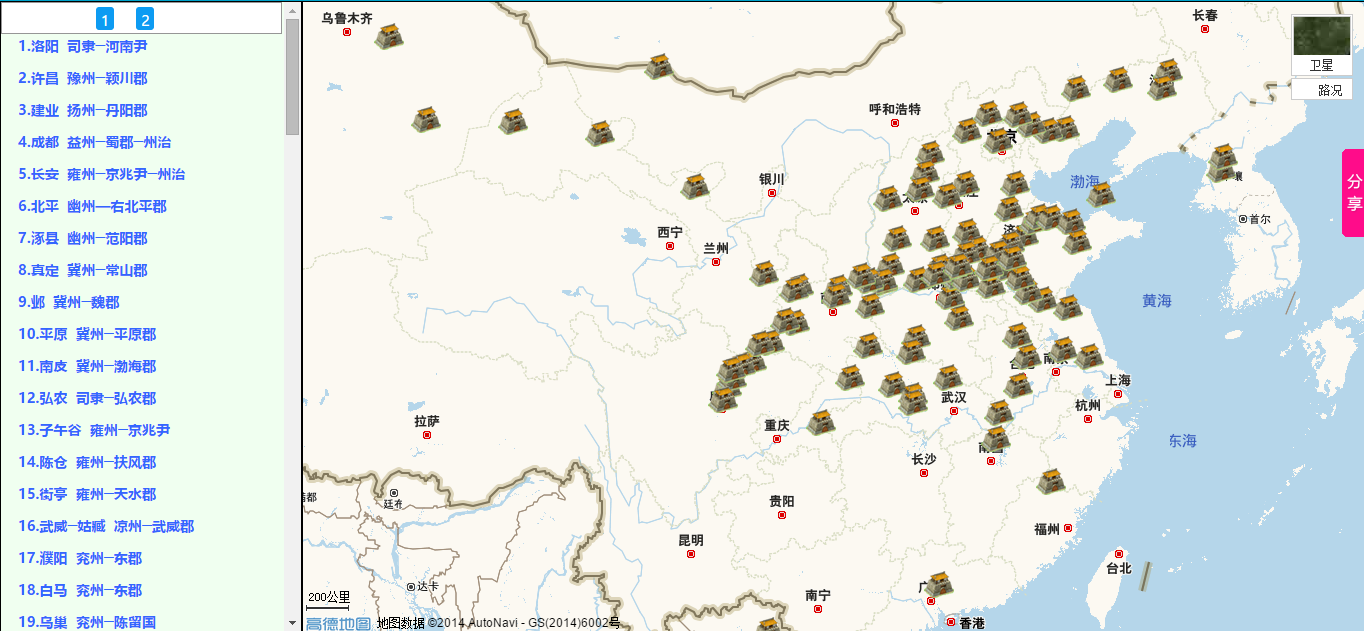 1 2
1.洛阳 司隶—河南尹
2.许昌 豫州—颍川郡
3.建业 扬州—丹阳郡
4.成都 益州—蜀郡—州治
5.长安 雍州—京兆尹—州治
6.北平 幽州—右北平郡
7.涿县 幽州—范阳郡
8.真定 冀州—常山郡
9.邺 冀州—魏郡
10.平原 冀州—平原郡
11.南皮 冀州—渤海郡
12.弘农 司隶—弘农郡
13.子午谷 雍州—京兆尹
14.陈仓 雍州—扶风郡
15.街亭 雍州—天水郡
16.武威—姑臧 凉州—武威郡
17.濮阳 兖州—东郡
18.白马 兖州—东郡
19.乌巢 兖州—陈留国
乌鲁木齐
长春
卫星
路况
呼和浩特
京
银川
渤海
分享
西宁
兰州
首尔
黄海
上海
杭州
武汉
拉萨
重庆
东海
长沙
廷布
贵阳
福州
昆明
台北
达卡
南宁
香港
200公里
高德地图 地图数据 ©2014 AutoNavi - GS(2014)6002号